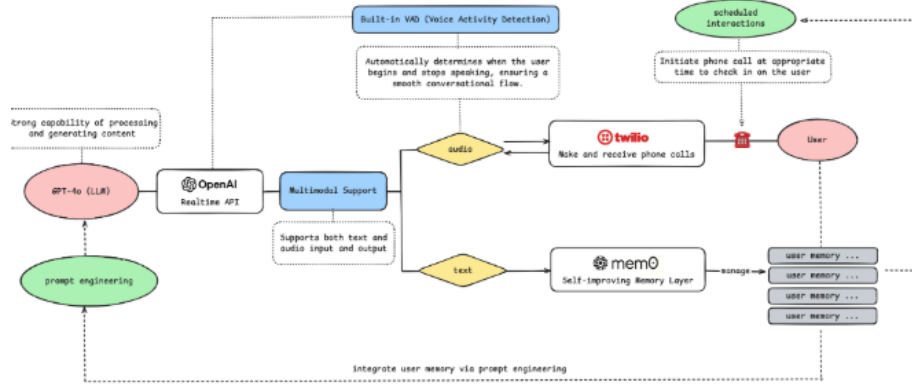 Built-in VAD (Voice Activity Detection)
scheduled
interactions
Automatically determines when the user
begins and stops speaking, ensuring a
smooth conversational flow.
Initiate phone call at appropriate
time to check in on the user
trong capability of processing
and generating content
audio
twilio
Make and receive phone calls
User
GPT-4o (LLM)
OpenAI
Realtime API
Multimodal Support
Supports both text and
audio input and output
text
mem0
Self-improving Memory Layer
manage
user memory ...
user memory ...
user memory ...
user memory ...
prompt engineering
integrate user memory via prompt engineering